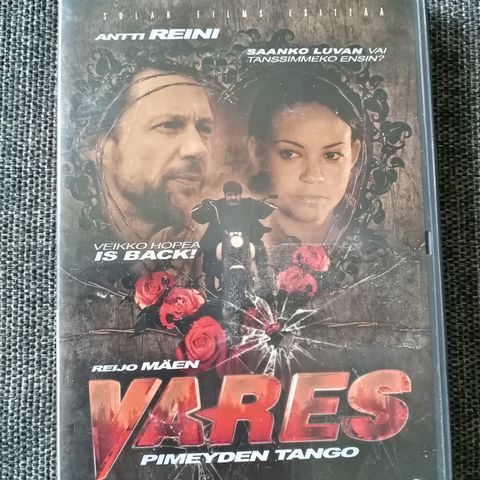 SOLAR FILMS ESITTÄÄ
ANTTI REINI
SAANKO LUVAN VAI
TANSSIMMEKO ENSIN?
VEIKKO HOPEA
IS BACK!
REIJO MÄEN
VARES
PIMEYDEN TANGO